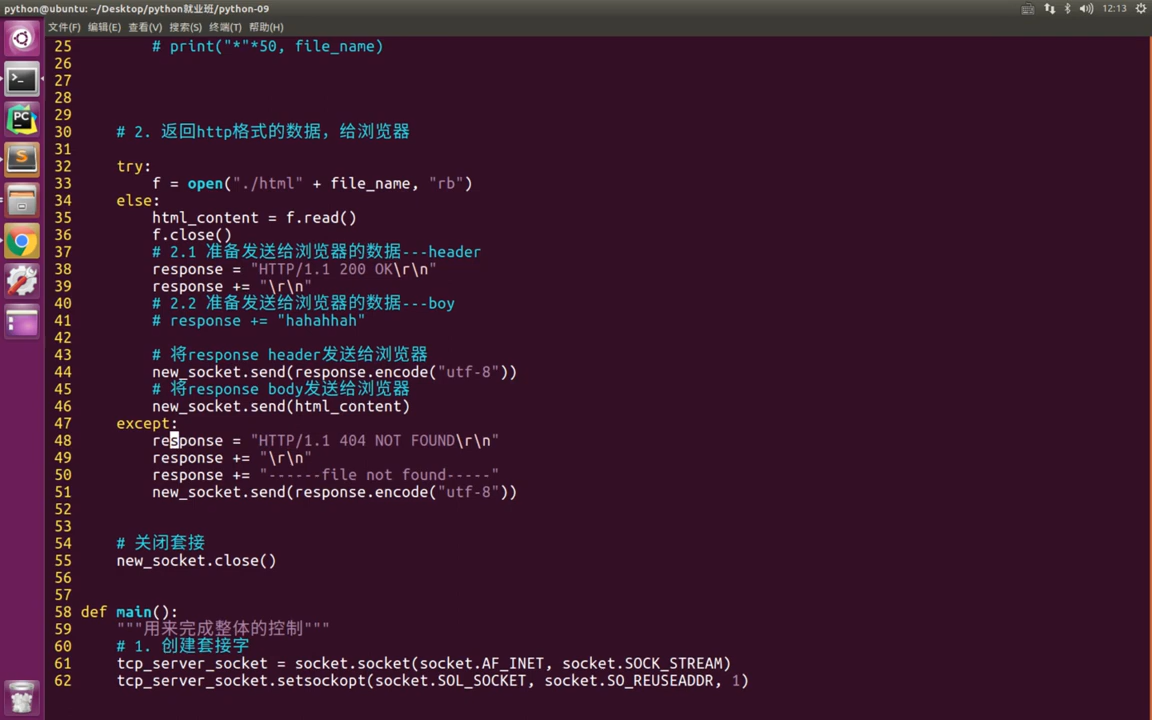 python@ubuntu: ~/Desktop/python就业班/python-09
12:13
文件(F) 编辑(E) 查看(V) 搜索(S) 终端(T) 帮助(H)
25         # print("*"*50, file_name)
26
27
28
29
30     # 2. 返回http格式的数据，给浏览器
31
32     try:
33         f = open("./html" + file_name, "rb")
34     else:
35         html_content = f.read()
36         f.close()
37         # 2.1 准备发送给浏览器的数据---header
38         response = "HTTP/1.1 200 OK\r\n"
39         response += "\r\n"
40         # 2.2 准备发送给浏览器的数据---boy
41         # response += "hahahhah"
42
43         # 将response header发送给浏览器
44         new_socket.send(response.encode("utf-8"))
45         # 将response body发送给浏览器
46         new_socket.send(html_content)
47     except:
48         response = "HTTP/1.1 404 NOT FOUND\r\n"
49         response += "\r\n"
50         response += "------file not found-----"
51         new_socket.send(response.encode("utf-8"))
52
53
54     # 关闭套接
55     new_socket.close()
56
57
58 def main():
59     """用来完成整体的控制"""
60     # 1. 创建套接字
61     tcp_server_socket = socket.socket(socket.AF_INET, socket.SOCK_STREAM)
62     tcp_server_socket.setsockopt(socket.SOL_SOCKET, socket.SO_REUSEADDR, 1)